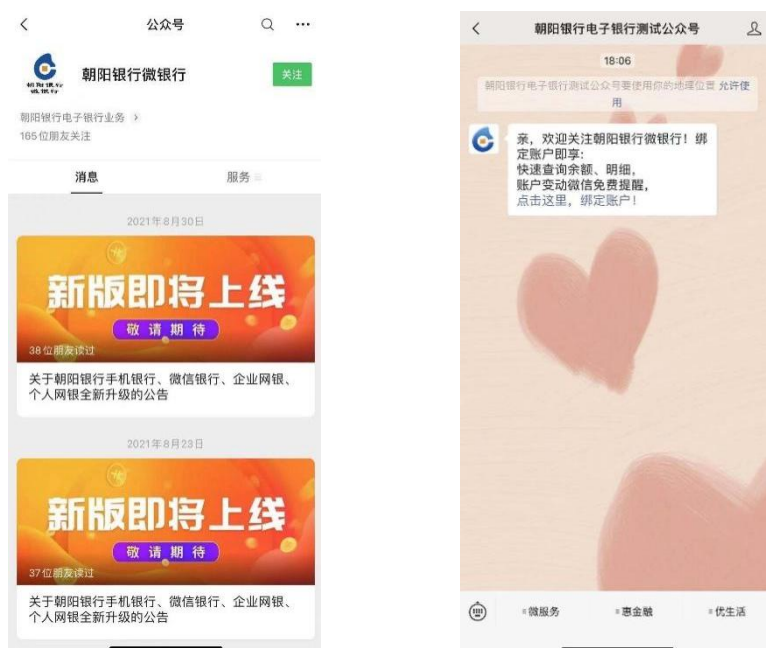 公众号
朝阳银行
微银行
朝阳银行微银行
关注
朝阳银行电子银行业务
165位朋友关注
消息
服务
2021年8月30日
新版即将上线
敬请期待
38位朋友读过
关于朝阳银行手机银行、微信银行、企业网银、
个人网银全新升级的公告
2021年8月23日
新版即将上线
敬请期待
37位朋友读过
关于朝阳银行手机银行、微信银行、企业网银、
个人网银全新升级的公告
朝阳银行电子银行测试公众号
18:06
朝阳银行电子银行测试公众号要使用你的地理位置 允许使
用
亲，欢迎关注朝阳银行微银行！绑
定账户即享：
快速查询余额、明细，
账户变动微信免费提醒，
点击这里，绑定账户！
微服务
惠金融
优生活